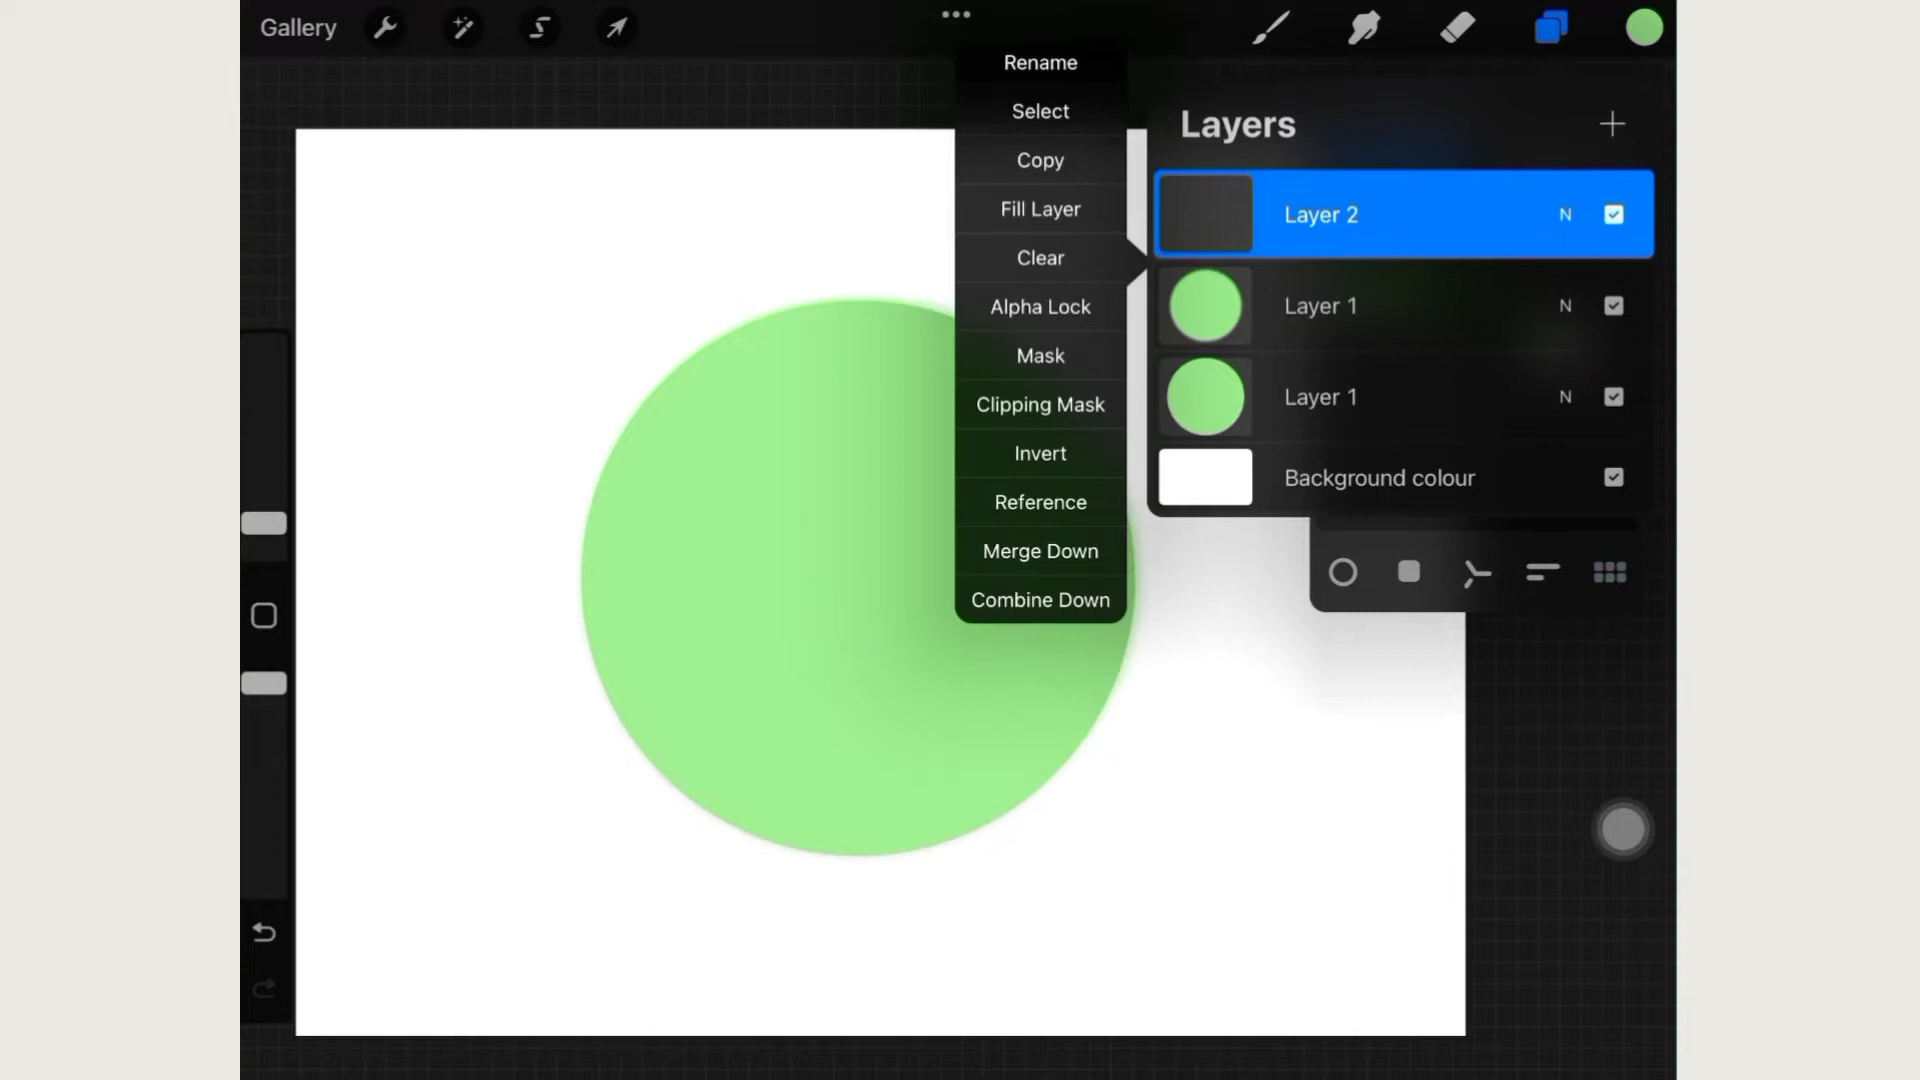 Gallery
Rename
Select
Copy
Fill Layer
Clear
Alpha Lock
Mask
Clipping Mask
Invert
Reference
Merge Down
Combine Down
Layers
Layer 2 N
Layer 1 N
Layer 1 N
Background colour